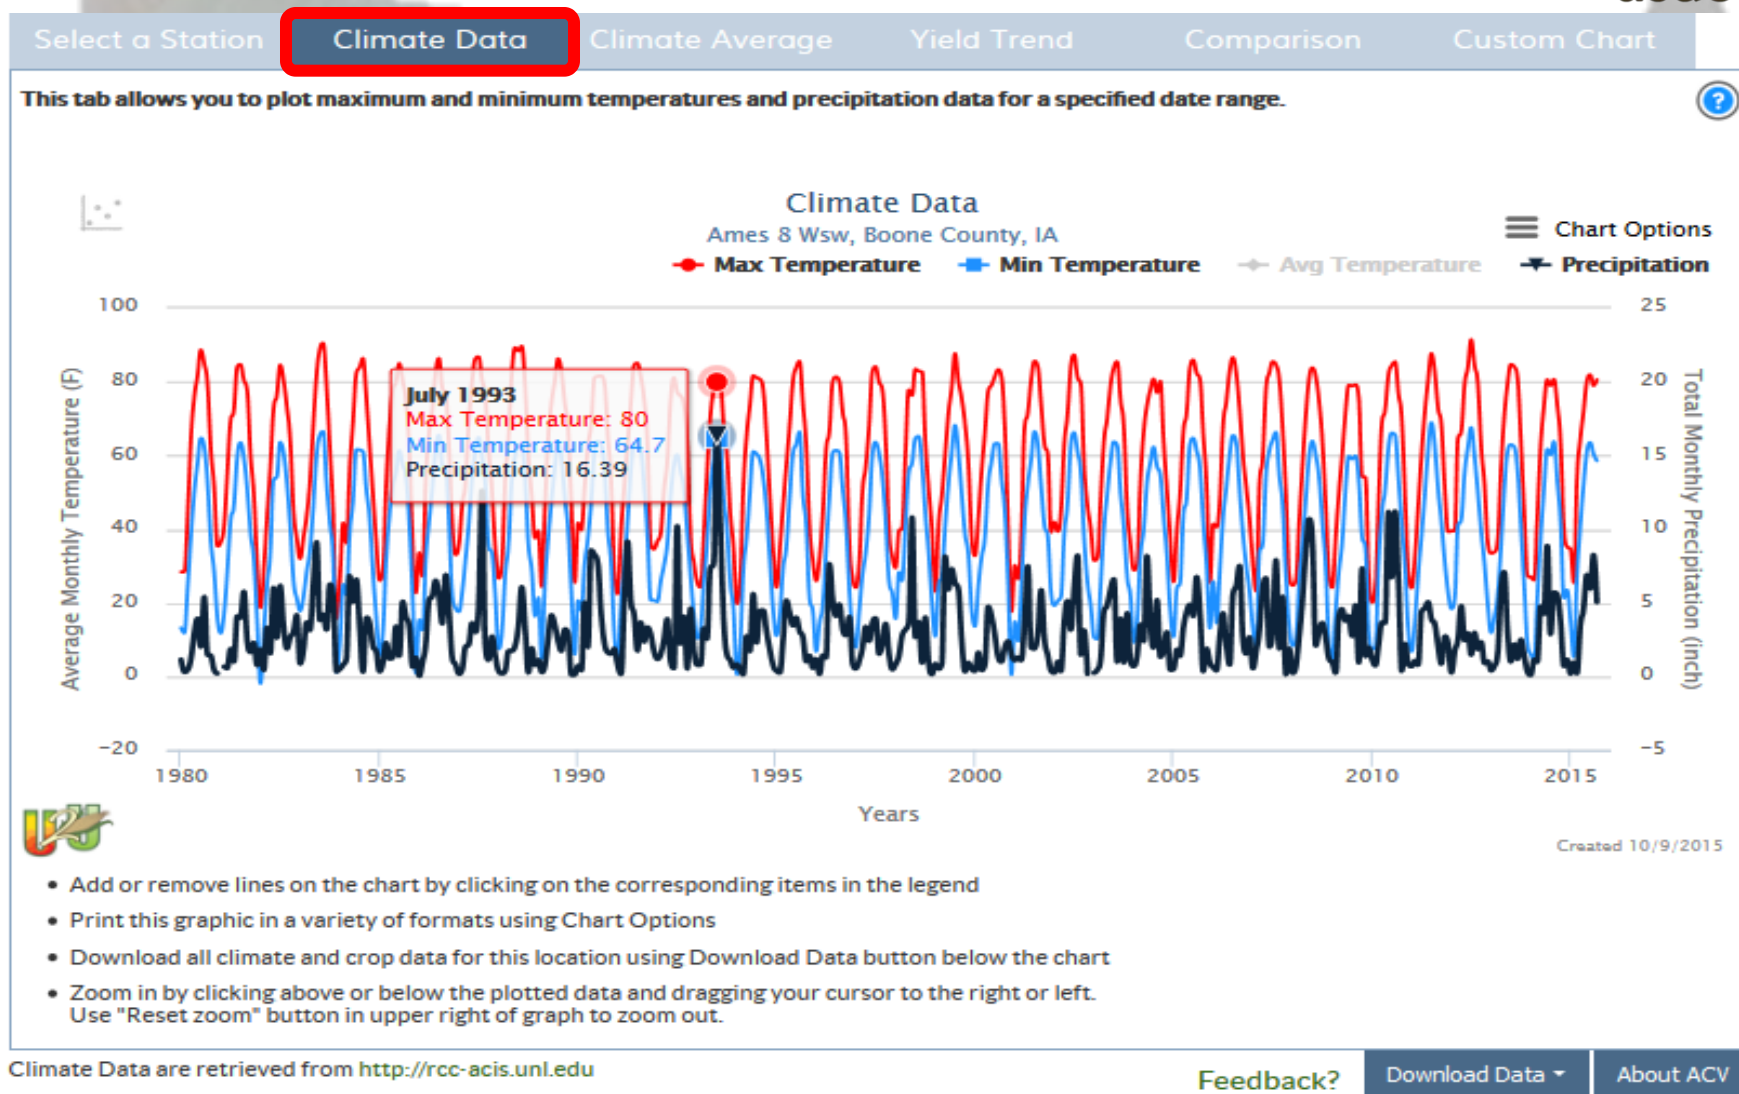 Select a Station Climate Data Climate Average Yield Trend Comparison Custom Chart
This tab allows you to plot maximum and minimum temperatures and precipitation data for a specified date range.
?
Climate Data
Ames 8 Wsw, Boone County, IA
Chart Options
Max Temperature Min Temperature Avg Temperature Precipitation
Average Monthly Temperature (F)
100
80
60
40
20
0
-20
July 1993
Max Temperature: 80
Min Temperature: 64.7
Precipitation: 16.39
25
20
15
10
5
0
-5
Total Monthly Precipitation (inch)
1980 1985 1990 1995 2000 2005 2010 2015
Years
U2U
Created 10/9/2015
• Add or remove lines on the chart by clicking on the corresponding items in the legend
• Print this graphic in a variety of formats using Chart Options
• Download all climate and crop data for this location using Download Data button below the chart
• Zoom in by clicking above or below the plotted data and dragging your cursor to the right or left.
Use "Reset zoom" button in upper right of graph to zoom out.
Climate Data are retrieved from http://rcc-acis.unl.edu
Feedback? Download Data About ACV